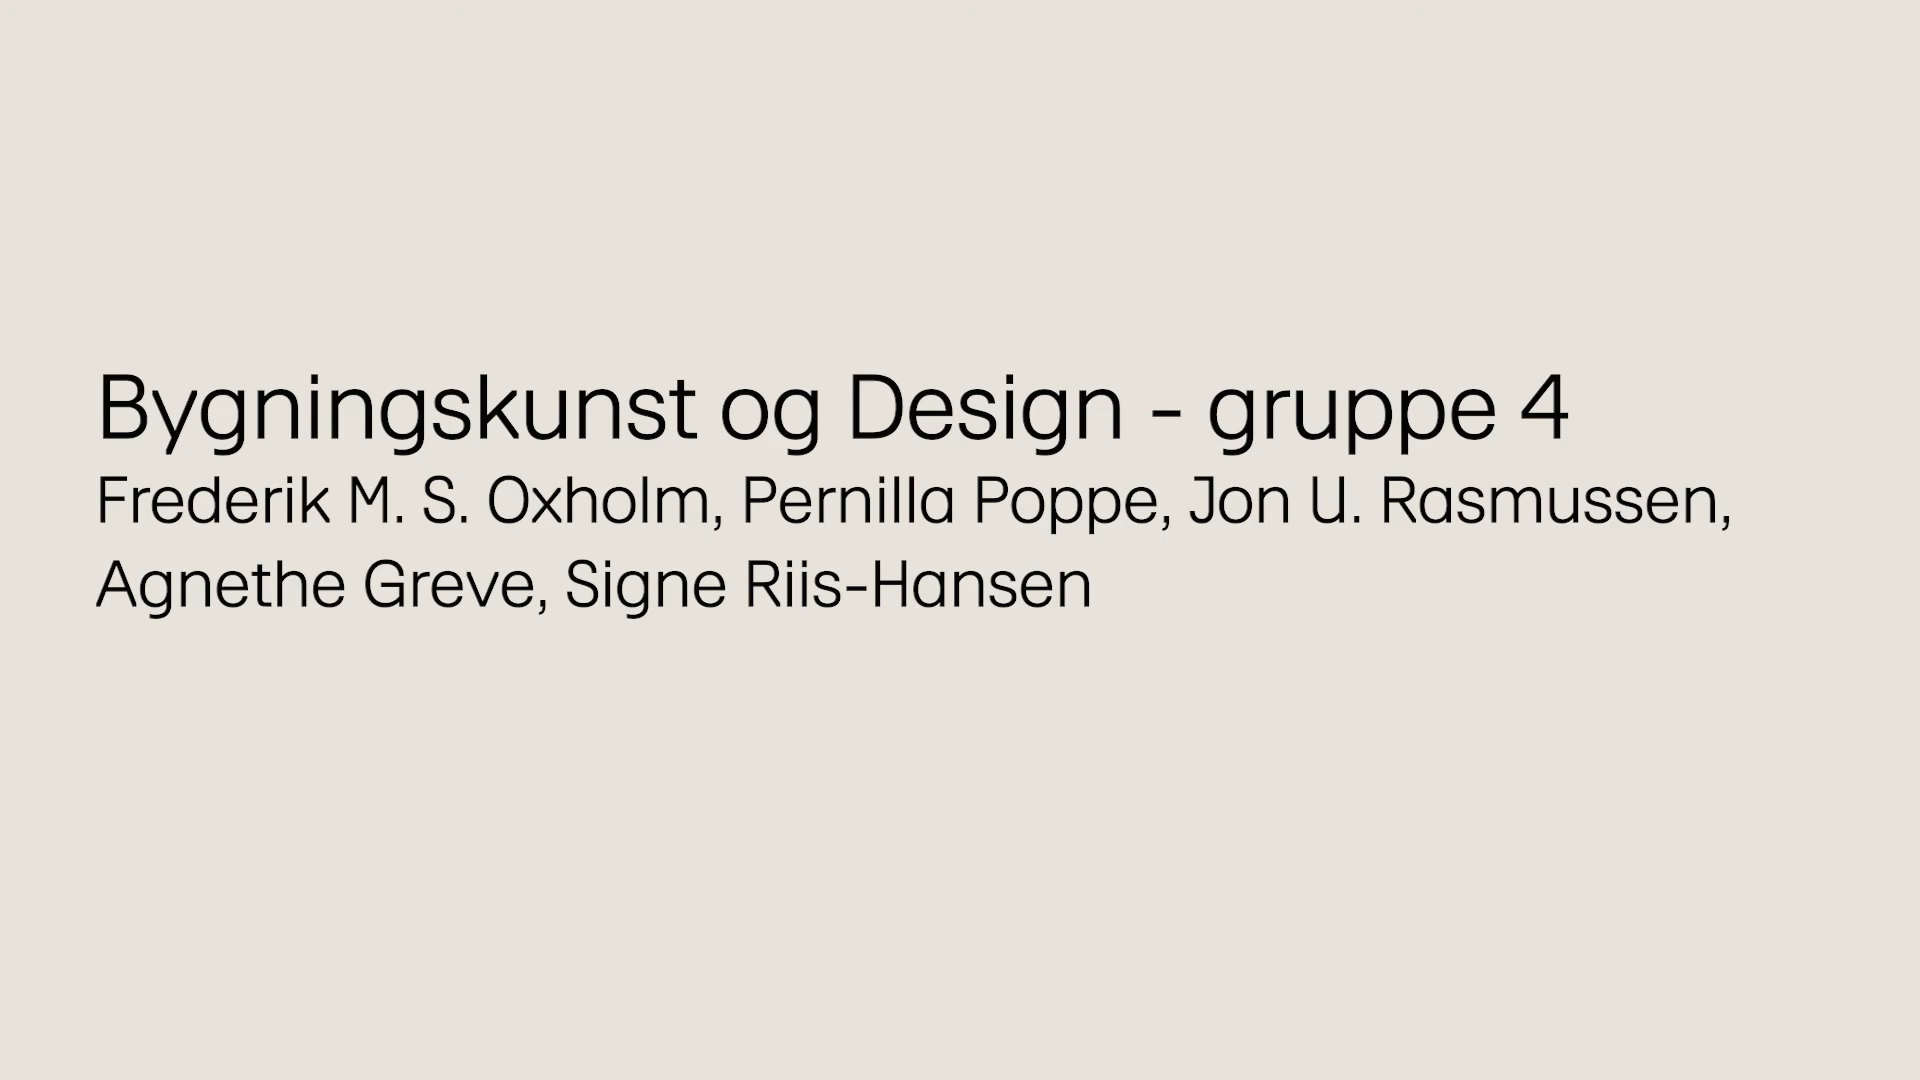 Bygningskunst og Design - gruppe 4
Frederik M. S. Oxholm, Pernilla Poppe, Jon U. Rasmussen,
Agnethe Greve, Signe Riis-Hansen